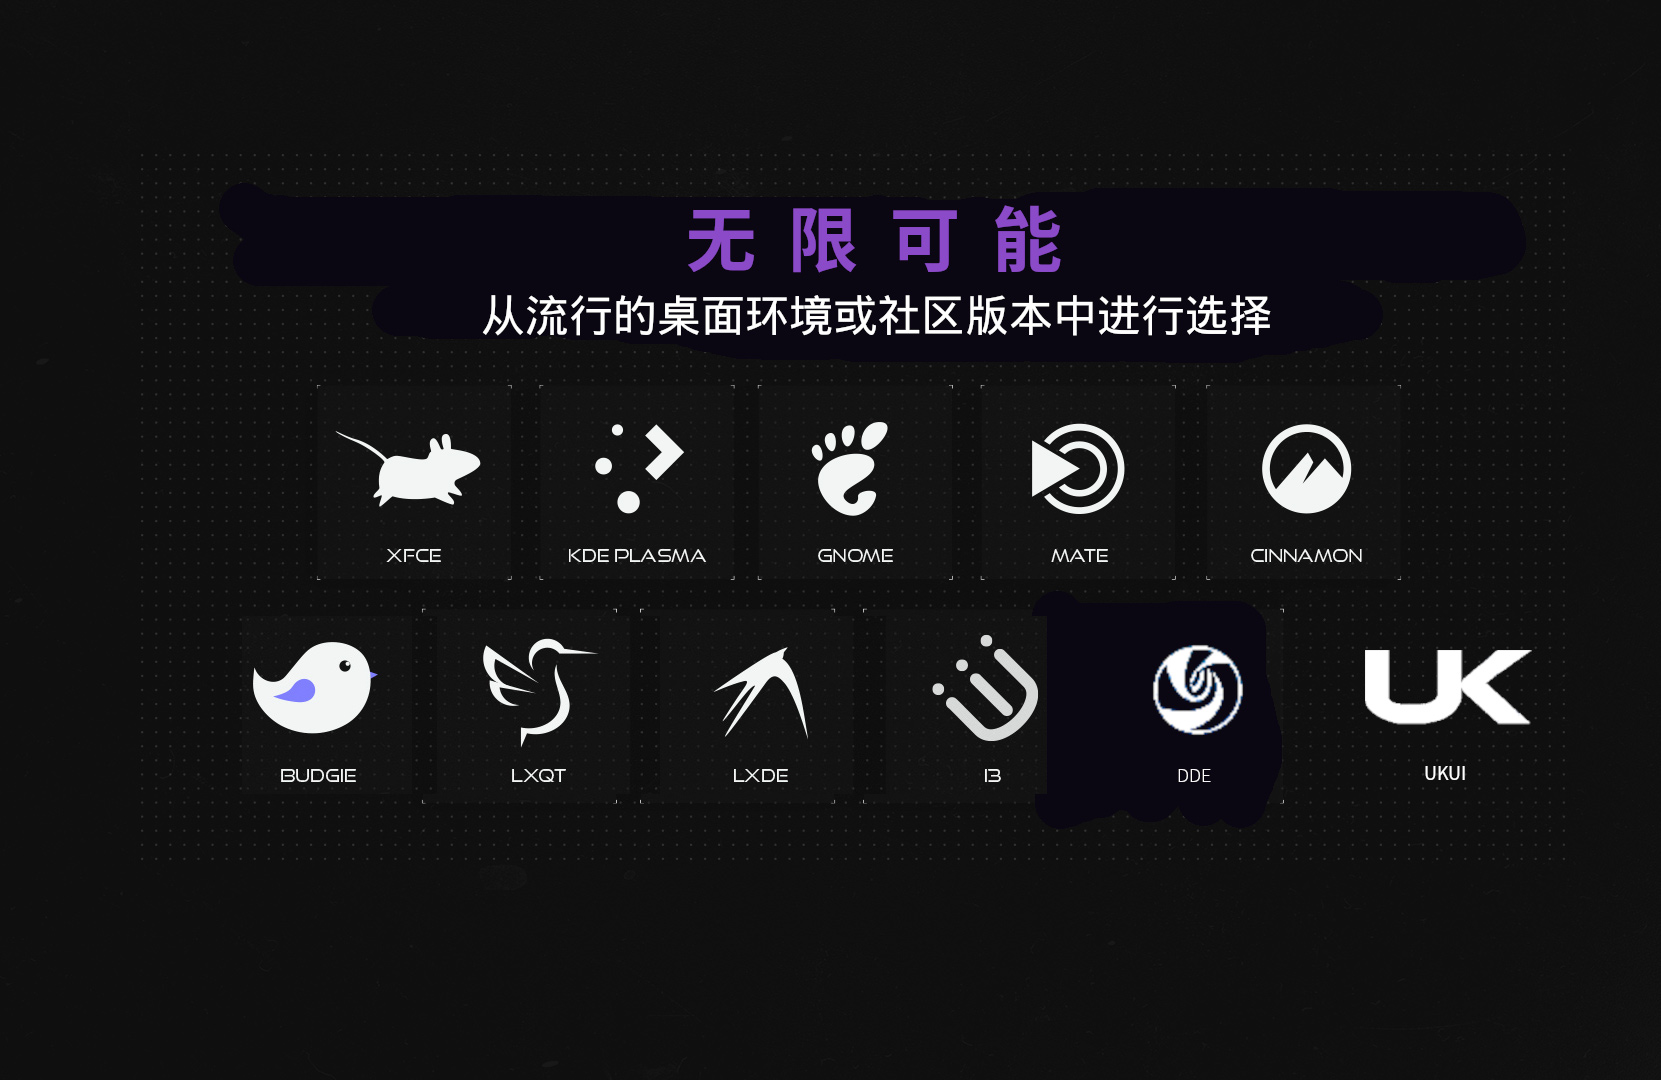 无限可能
从流行的桌面环境或社区版本中进行选择
XFCE
KDE PLASMA
GNOME
MATE
CINNAMON
UK
BUDGIE
LXQT
LXDE
I3
DDE
UKUI